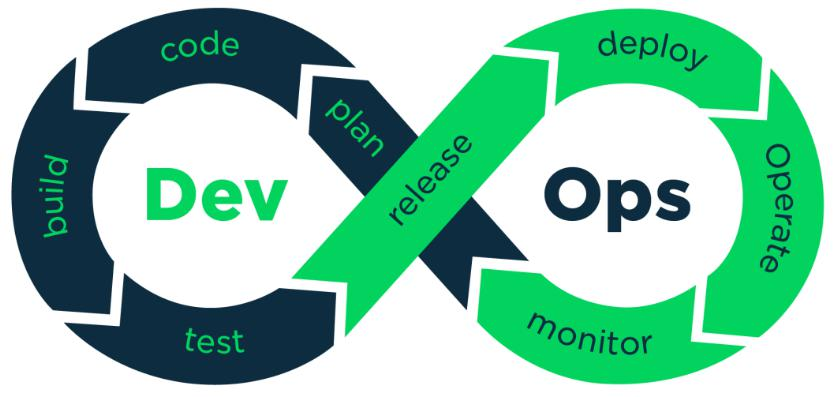 code
plan
build
Dev
test
release
deploy
Operate
Ops
monitor